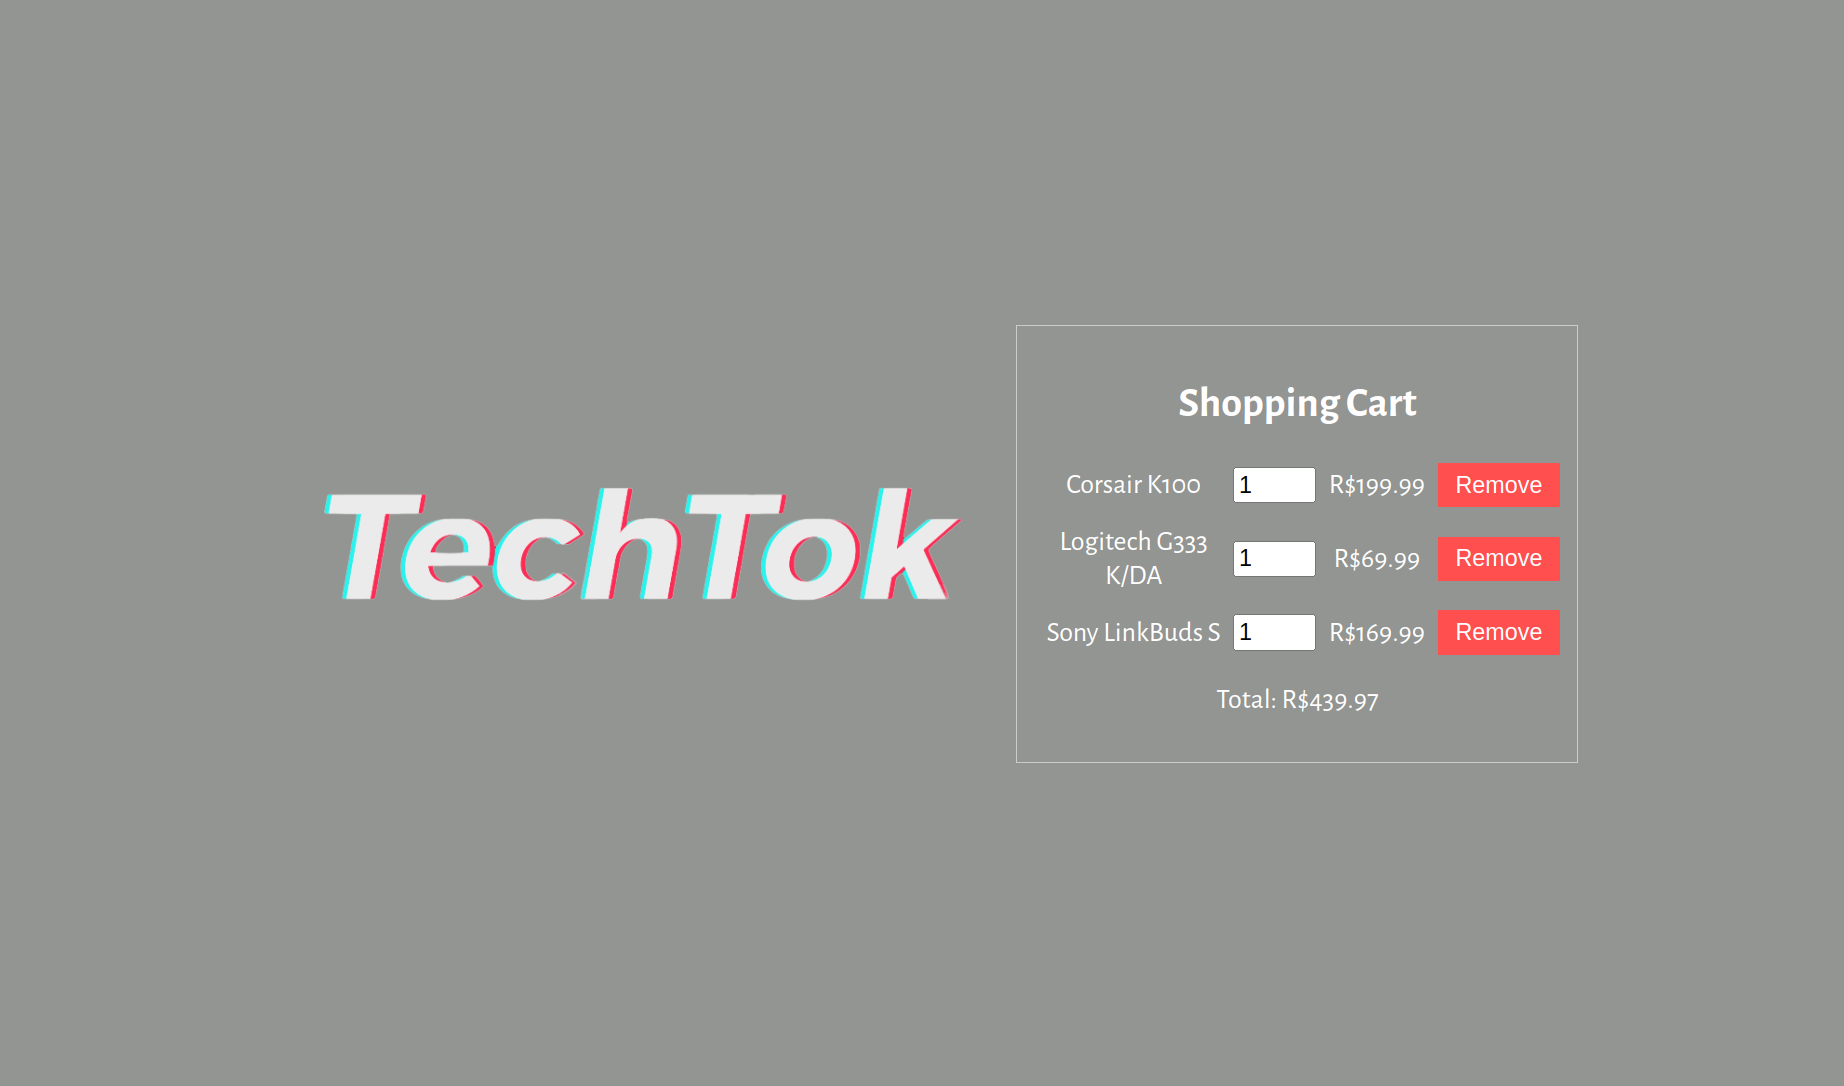 TechTok
Shopping Cart
Corsair K100 1 R$199.99 Remove
Logitech G333
K/DA 1 R$69.99 Remove
Sony LinkBuds S 1 R$169.99 Remove
Total: R$439.97